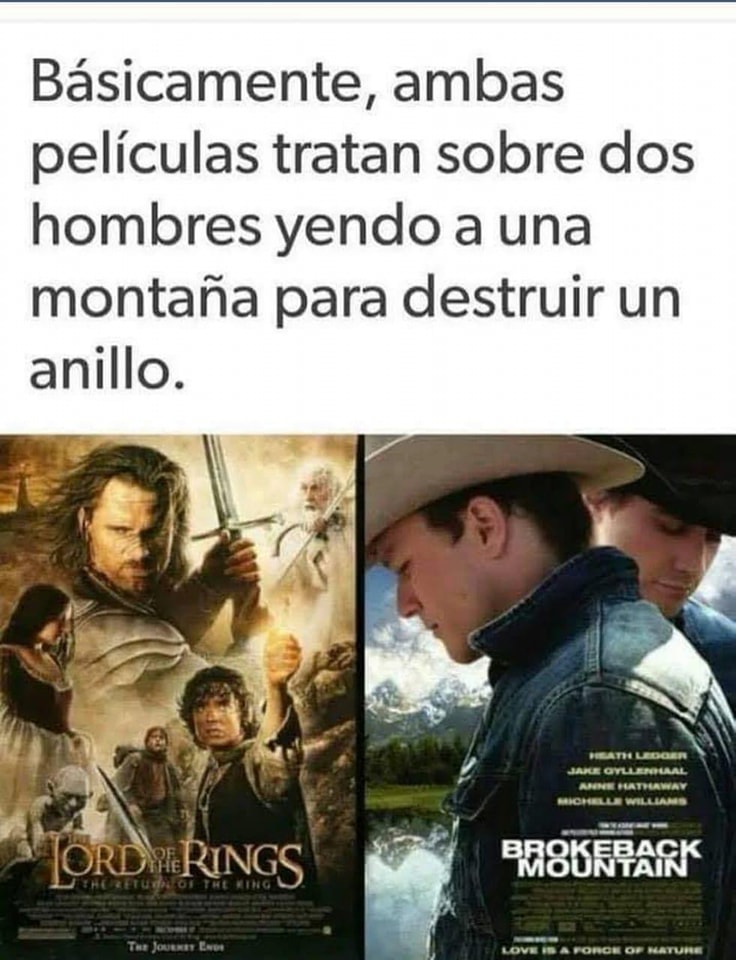 Básicamente, ambas
películas tratan sobre dos
hombres yendo a una
montaña para destruir un
anillo.
LORD OF THE RINGS
THE RETURN OF THE KING
THE JOURNEY ENDS
HEATH LEDGER
JAKE GYLLENHAAL
ANNE HATHAWAY
MICHELLE WILLIAMS
BROKEBACK
MOUNTAIN
LOVE IS A FORCE OF NATURE